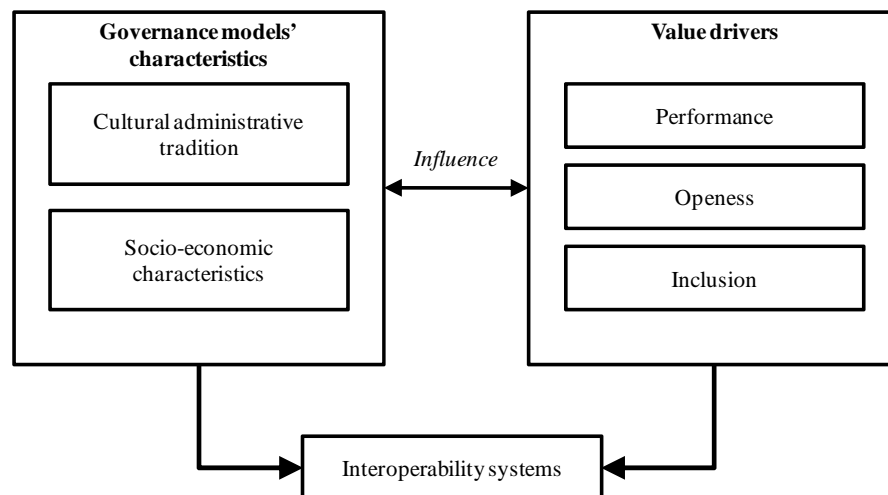 Governance models’
characteristics
Cultural administrative
tradition
Socio-economic
characteristics
Influence
Value drivers
Performance
Openess
Inclusion
Interoperability systems